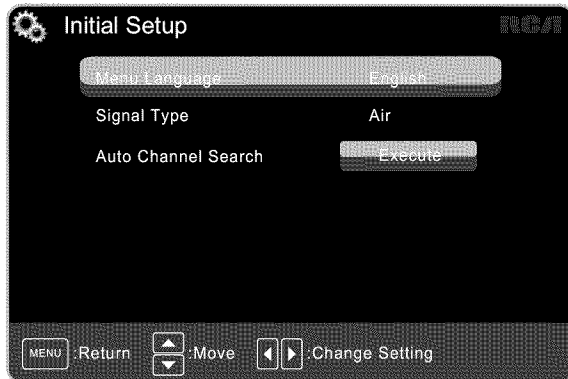 Initial Setup RCA
Menu Language English
Signal Type Air
Auto Channel Search Execute
MENU :Return :Move :Change Setting